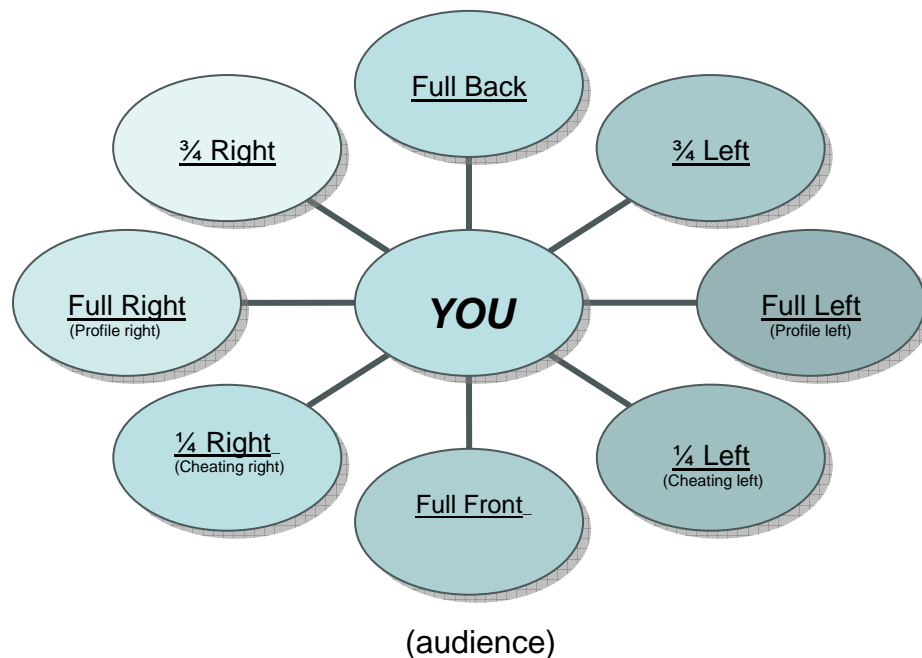 Full Back
¾ Right
¾ Left
YOU
Full Right
(Profile right)
Full Left
(Profile left)
¼ Right
(Cheating right)
¼ Left
(Cheating left)
Full Front
(audience)